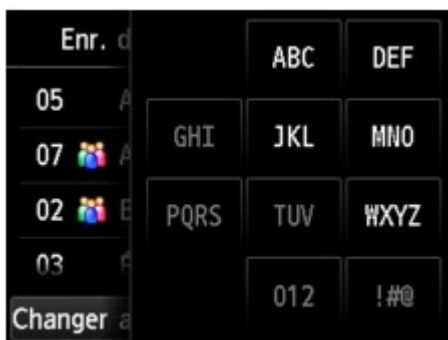 Enr. d
ABC DEF
05 A
GHI JKL MNO
07 A
02 B
PQRS TUV WXYZ
03
012 !#@
Changer a